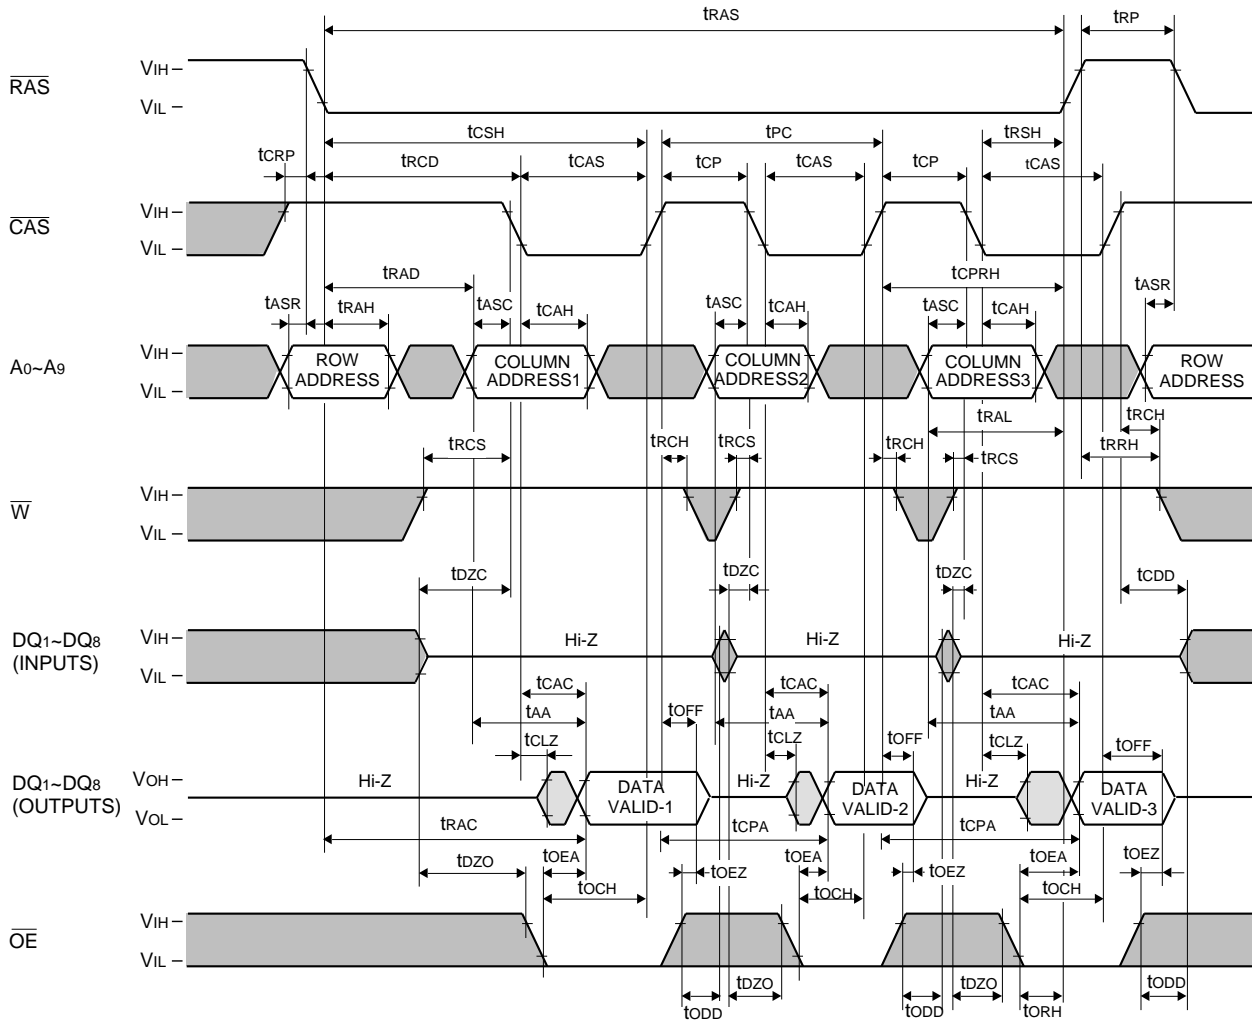 tRAS tRP
RAS VIH
VIL
tCSH tPC tRSH
tCRP tRCD tCAS tCP tCAS tCP tCAS
CAS VIH
VIL
tRAD tCPRH
tASR tRAH tASC tCAH tASC tCAH tASC tCAH tASR
A0~A9 VIH
VIL
ROW ADDRESS
COLUMN ADDRESS1
COLUMN ADDRESS2
COLUMN ADDRESS3
ROW ADDRESS
tRAL tRCH
tRCS tRCH tRCS tRCH tRCS tRRH
W VIH
VIL
tDZC tDZC tDZC tCDD
DQ1~DQ8 (INPUTS) VIH
VIL
Hi-Z Hi-Z Hi-Z
tCAC tCAC tCAC
tAA tOFF tAA tOFF tAA tOFF
tCLZ tCLZ tCLZ
DQ1~DQ8 (OUTPUTS) VOH
VOL
Hi-Z
DATA VALID-1
Hi-Z
DATA VALID-2
Hi-Z
DATA VALID-3
tRAC tCPA tCPA
tDZO tOEA tOEZ tOEA tOEZ tOEA tOEZ
tOCH tOCH tOCH
OE VIH
VIL
tODD tDZO tODD tDZO tORH tODD